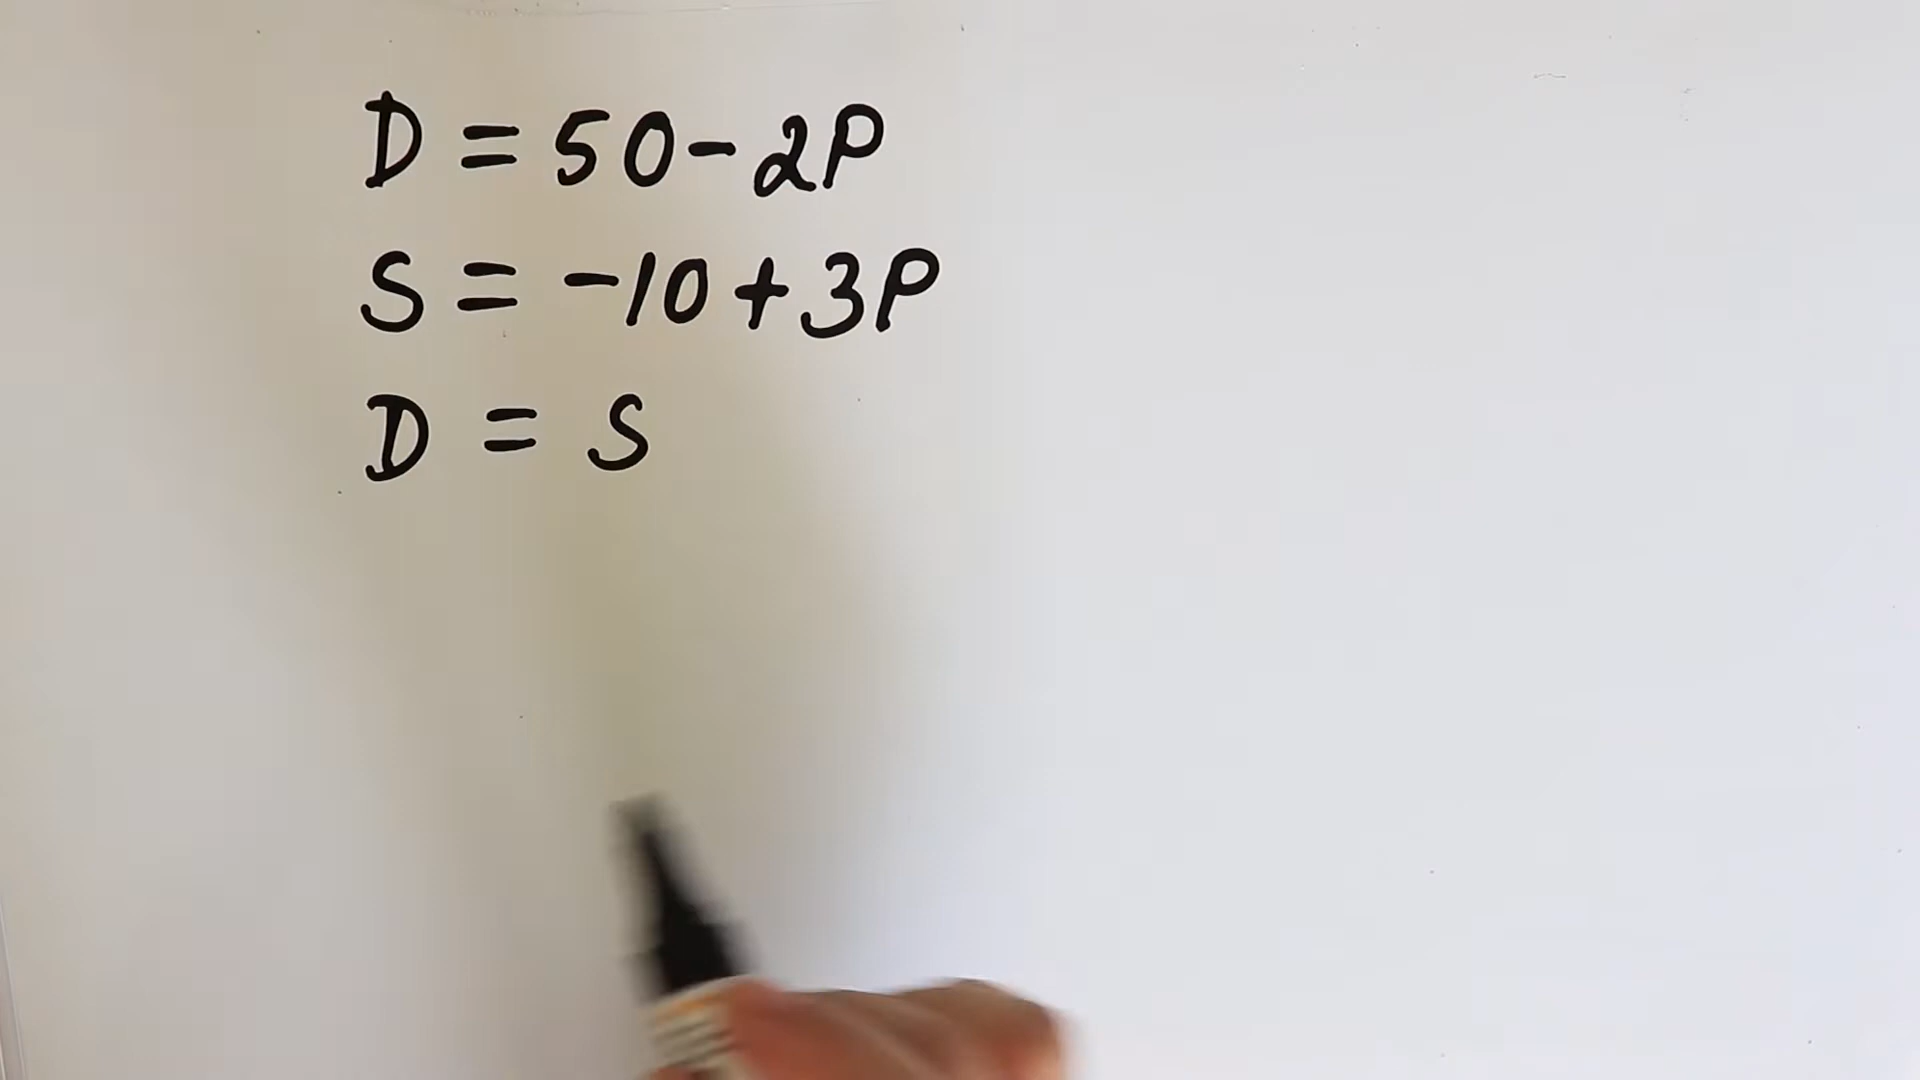 D = 50 - 2P
S = -10 + 3P
D = S